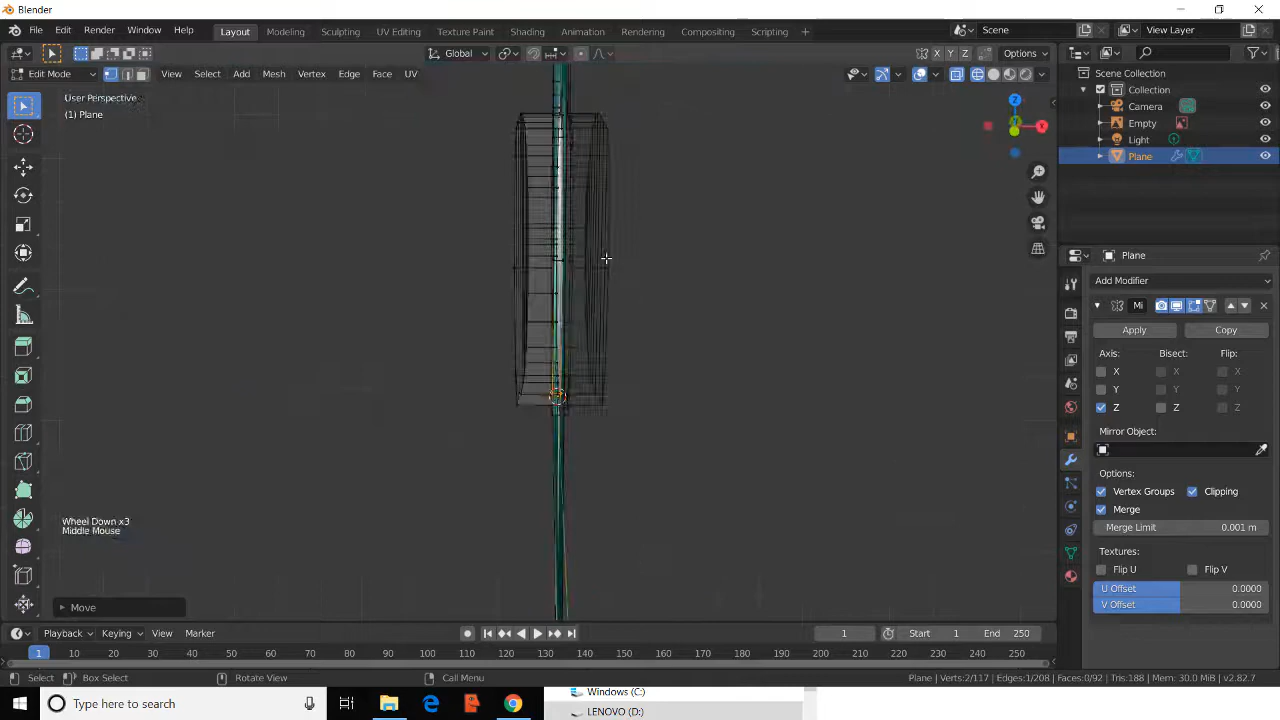 Blender
File Edit Render Window Help Layout Modeling Sculpting UV Editing Texture Paint Shading Animation Rendering Compositing Scripting Scene View Layer
Global X Y Z Options
Edit Mode View Select Add Mesh Vertex Edge Face UV
User Perspective
(1) Plane
Wheel Down x3
Middle Mouse
Move
Scene Collection
Collection
Camera
Empty
Light
Plane
Plane
Add Modifier
Mi
Apply Copy
Axis: Bisect: Flip:
X X X
Y Y Y
Z Z Z
Mirror Object:
Options:
Vertex Groups Clipping
Merge
Merge Limit 0.001 m
Textures:
Flip U Flip V
U Offset 0.0000
V Offset 0.0000
Playback Keying View Marker 1 Start 1 End 250
1 10 20 30 40 50 60 70 80 90 100 110 120 130 140 150 160 170 180 190 200 210 220 230 240 250
Select Box Select Rotate View Call Menu Plane | Verts:2/117 | Edges:1/208 | Faces:0/92 | Tris:188 | Mem: 30.0 MiB | v2.82.7
Type here to search
Windows (C:)
LENOVO (D:)